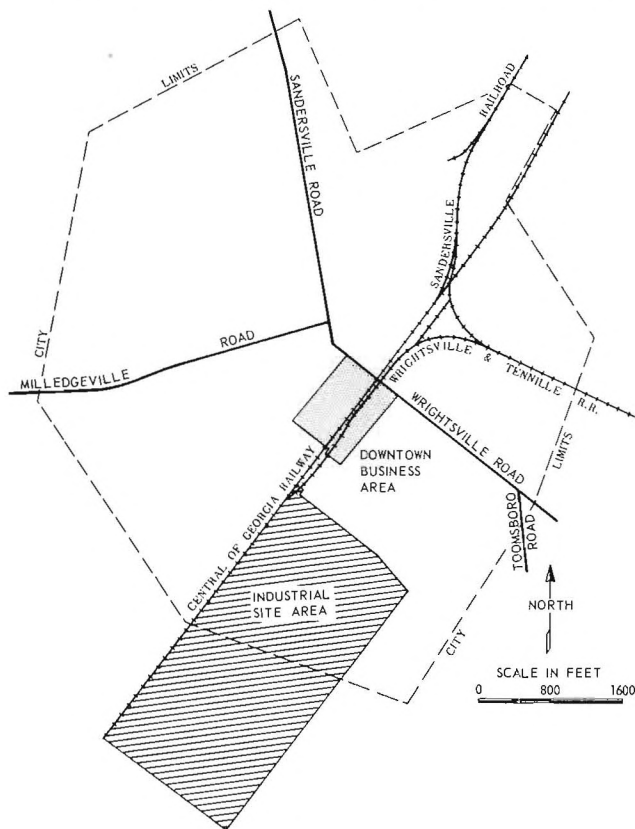 LIMITS
SANDERSVILLE ROAD
RAILROAD
SANDERSVILLE
CITY
MILLEDGEVILLE ROAD
WRIGHTSVILLE & TENNILLE R.R.
WRIGHTSVILLE ROAD
LIMITS
DOWNTOWN
BUSINESS
AREA
CENTRAL OF GEORGIA RAILWAY
TOOMSBORO
ROAD
INDUSTRIAL
SITE AREA
NORTH
CITY
SCALE IN FEET
0 800 1600